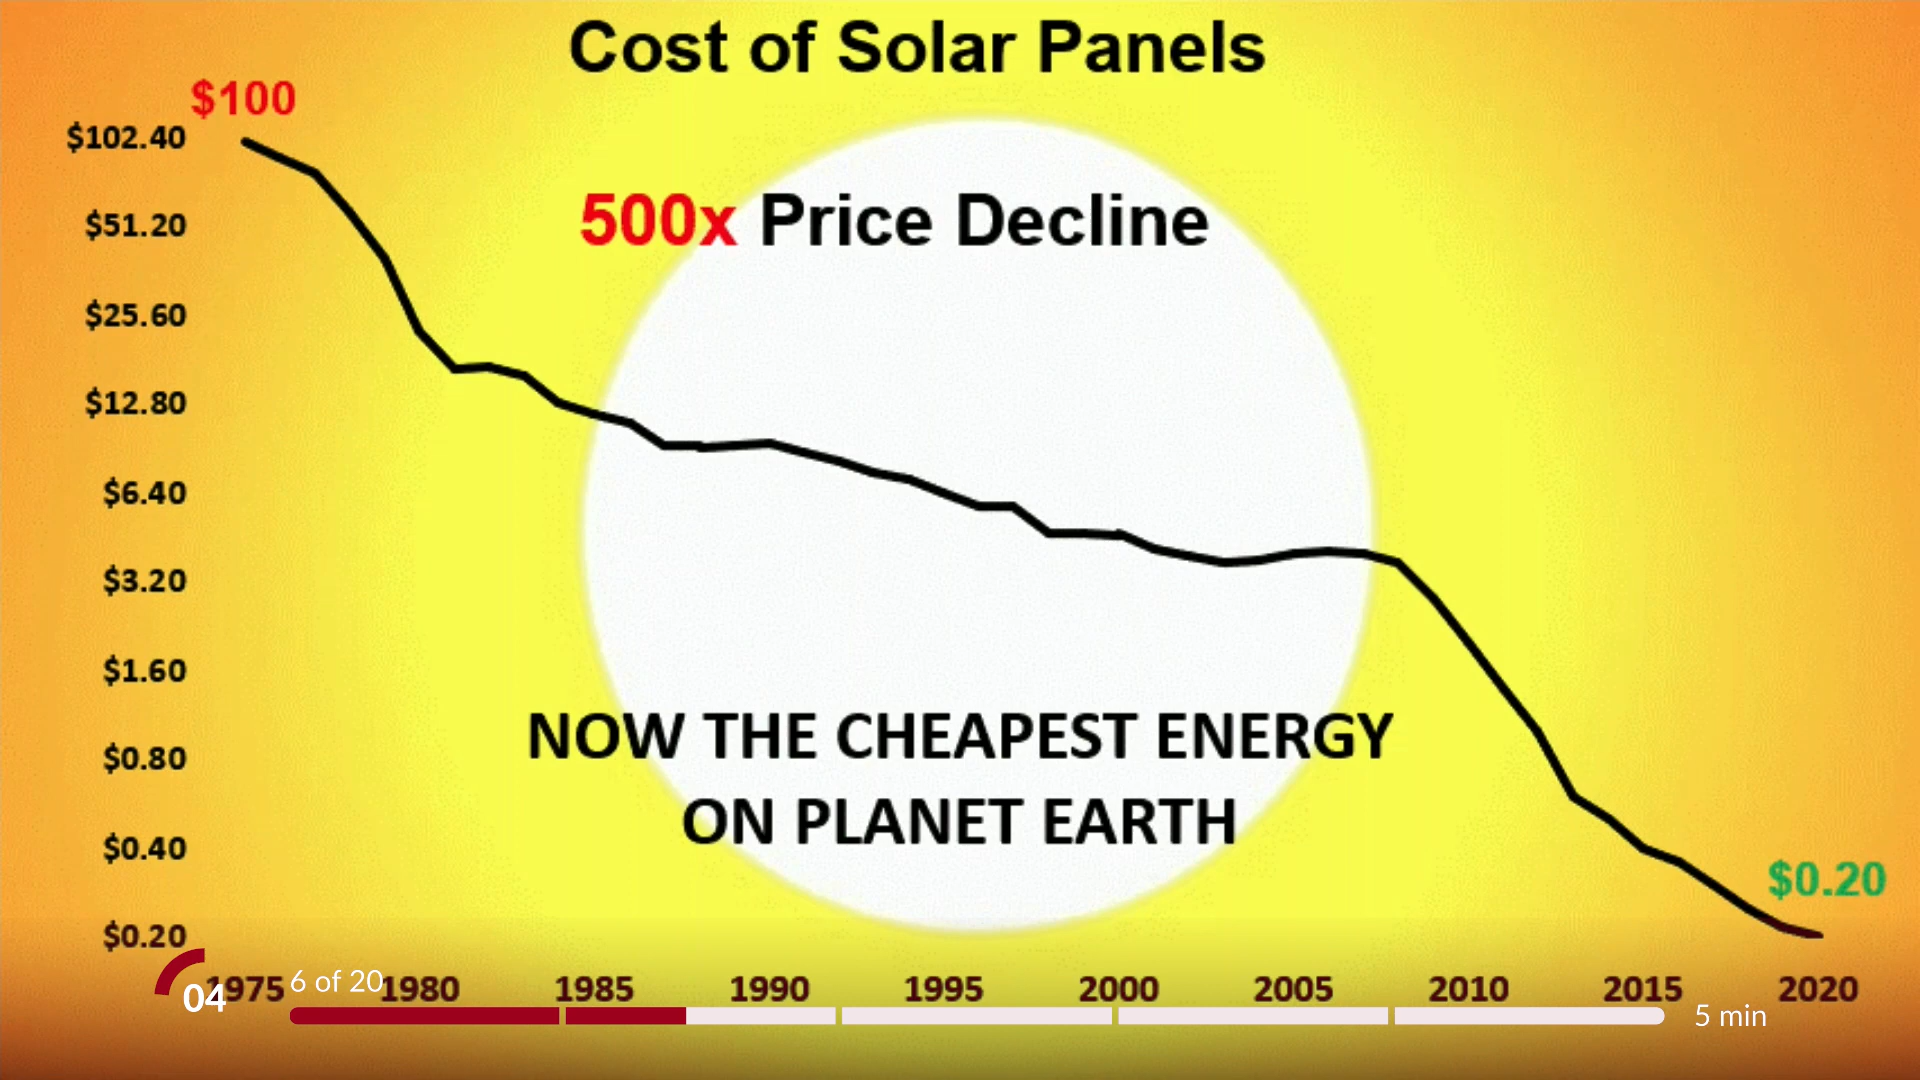 Cost of Solar Panels
$100
$102.40
500x Price Decline
$51.20
$25.60
$12.80
$6.40
$3.20
$1.60
NOW THE CHEAPEST ENERGY
$0.80
ON PLANET EARTH
$0.40
$0.20
$0.20
1975 1980 1985 1990 1995 2000 2005 2010 2015 2020
6 of 20
04
5 min